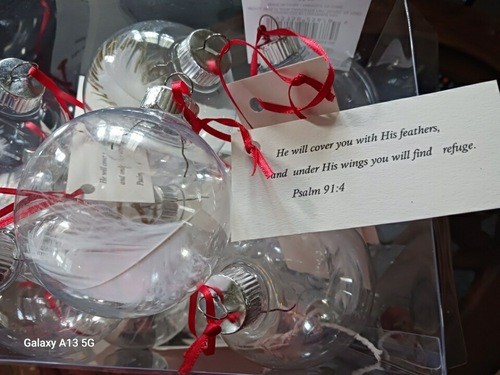 He will cover you with His feathers,
and under His wings you will find refuge.
Psalm 91:4
Galaxy A13 5G